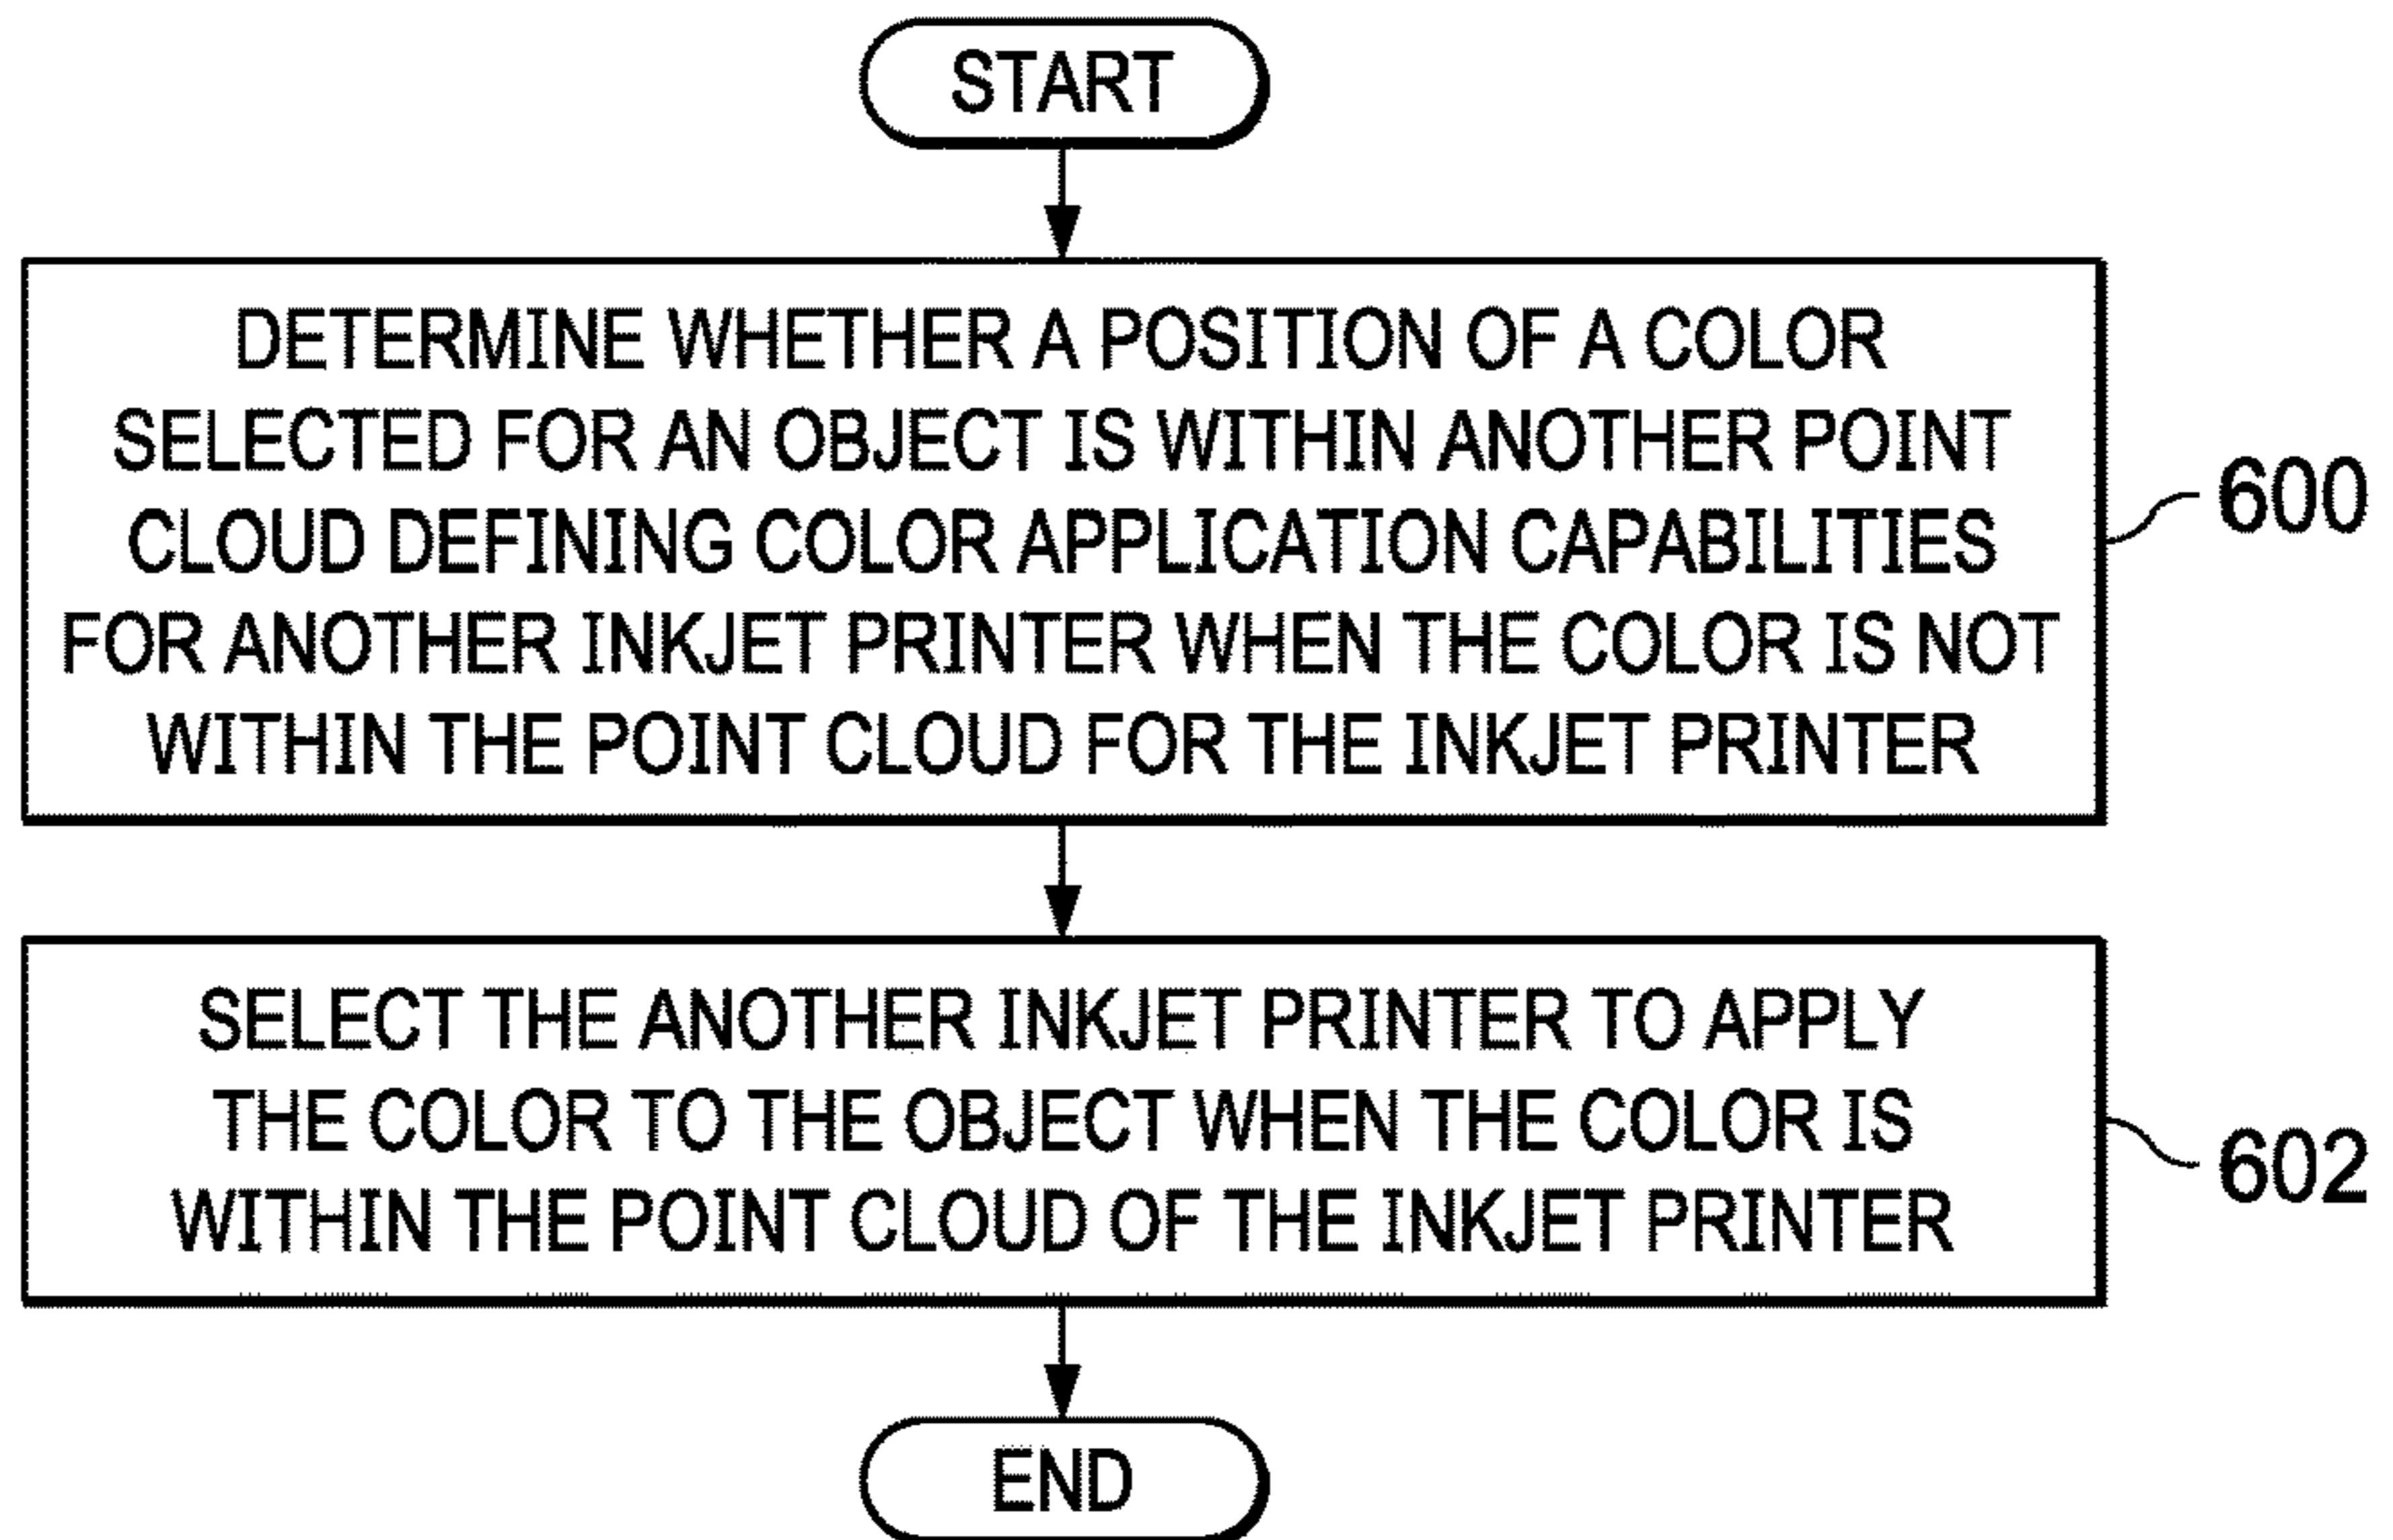 START
DETERMINE WHETHER A POSITION OF A COLOR
SELECTED FOR AN OBJECT IS WITHIN ANOTHER POINT
CLOUD DEFINING COLOR APPLICATION CAPABILITIES
FOR ANOTHER INKJET PRINTER WHEN THE COLOR IS NOT
WITHIN THE POINT CLOUD FOR THE INKJET PRINTER
600
SELECT THE ANOTHER INKJET PRINTER TO APPLY
THE COLOR TO THE OBJECT WHEN THE COLOR IS
WITHIN THE POINT CLOUD OF THE INKJET PRINTER
602
END